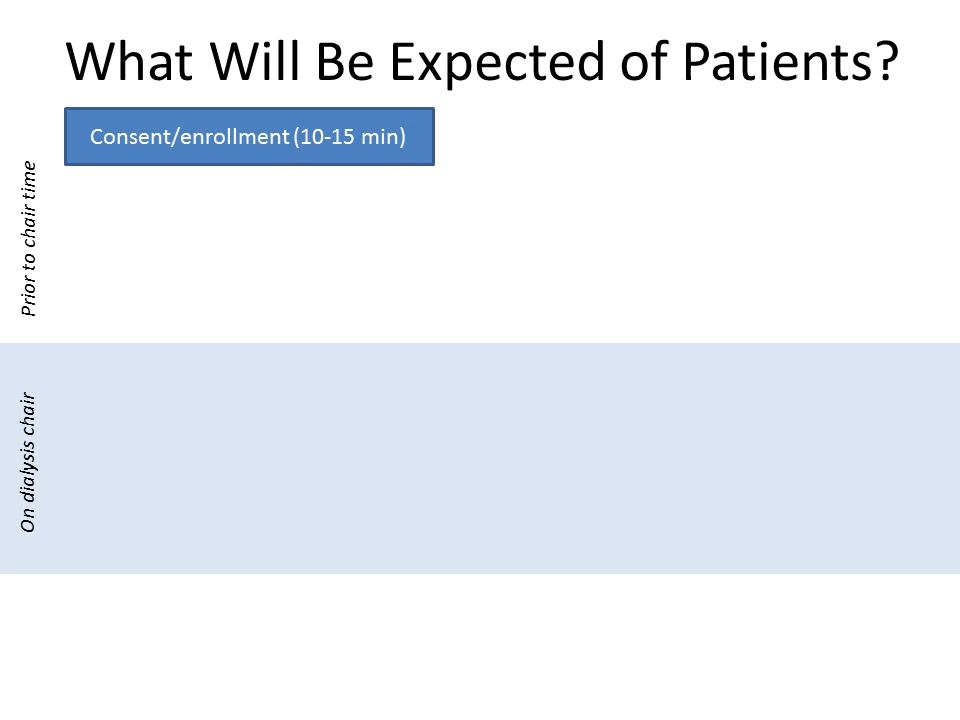 What Will Be Expected of Patients?
Consent/enrollment (10-15 min)
Prior to chair time
On dialysis chair